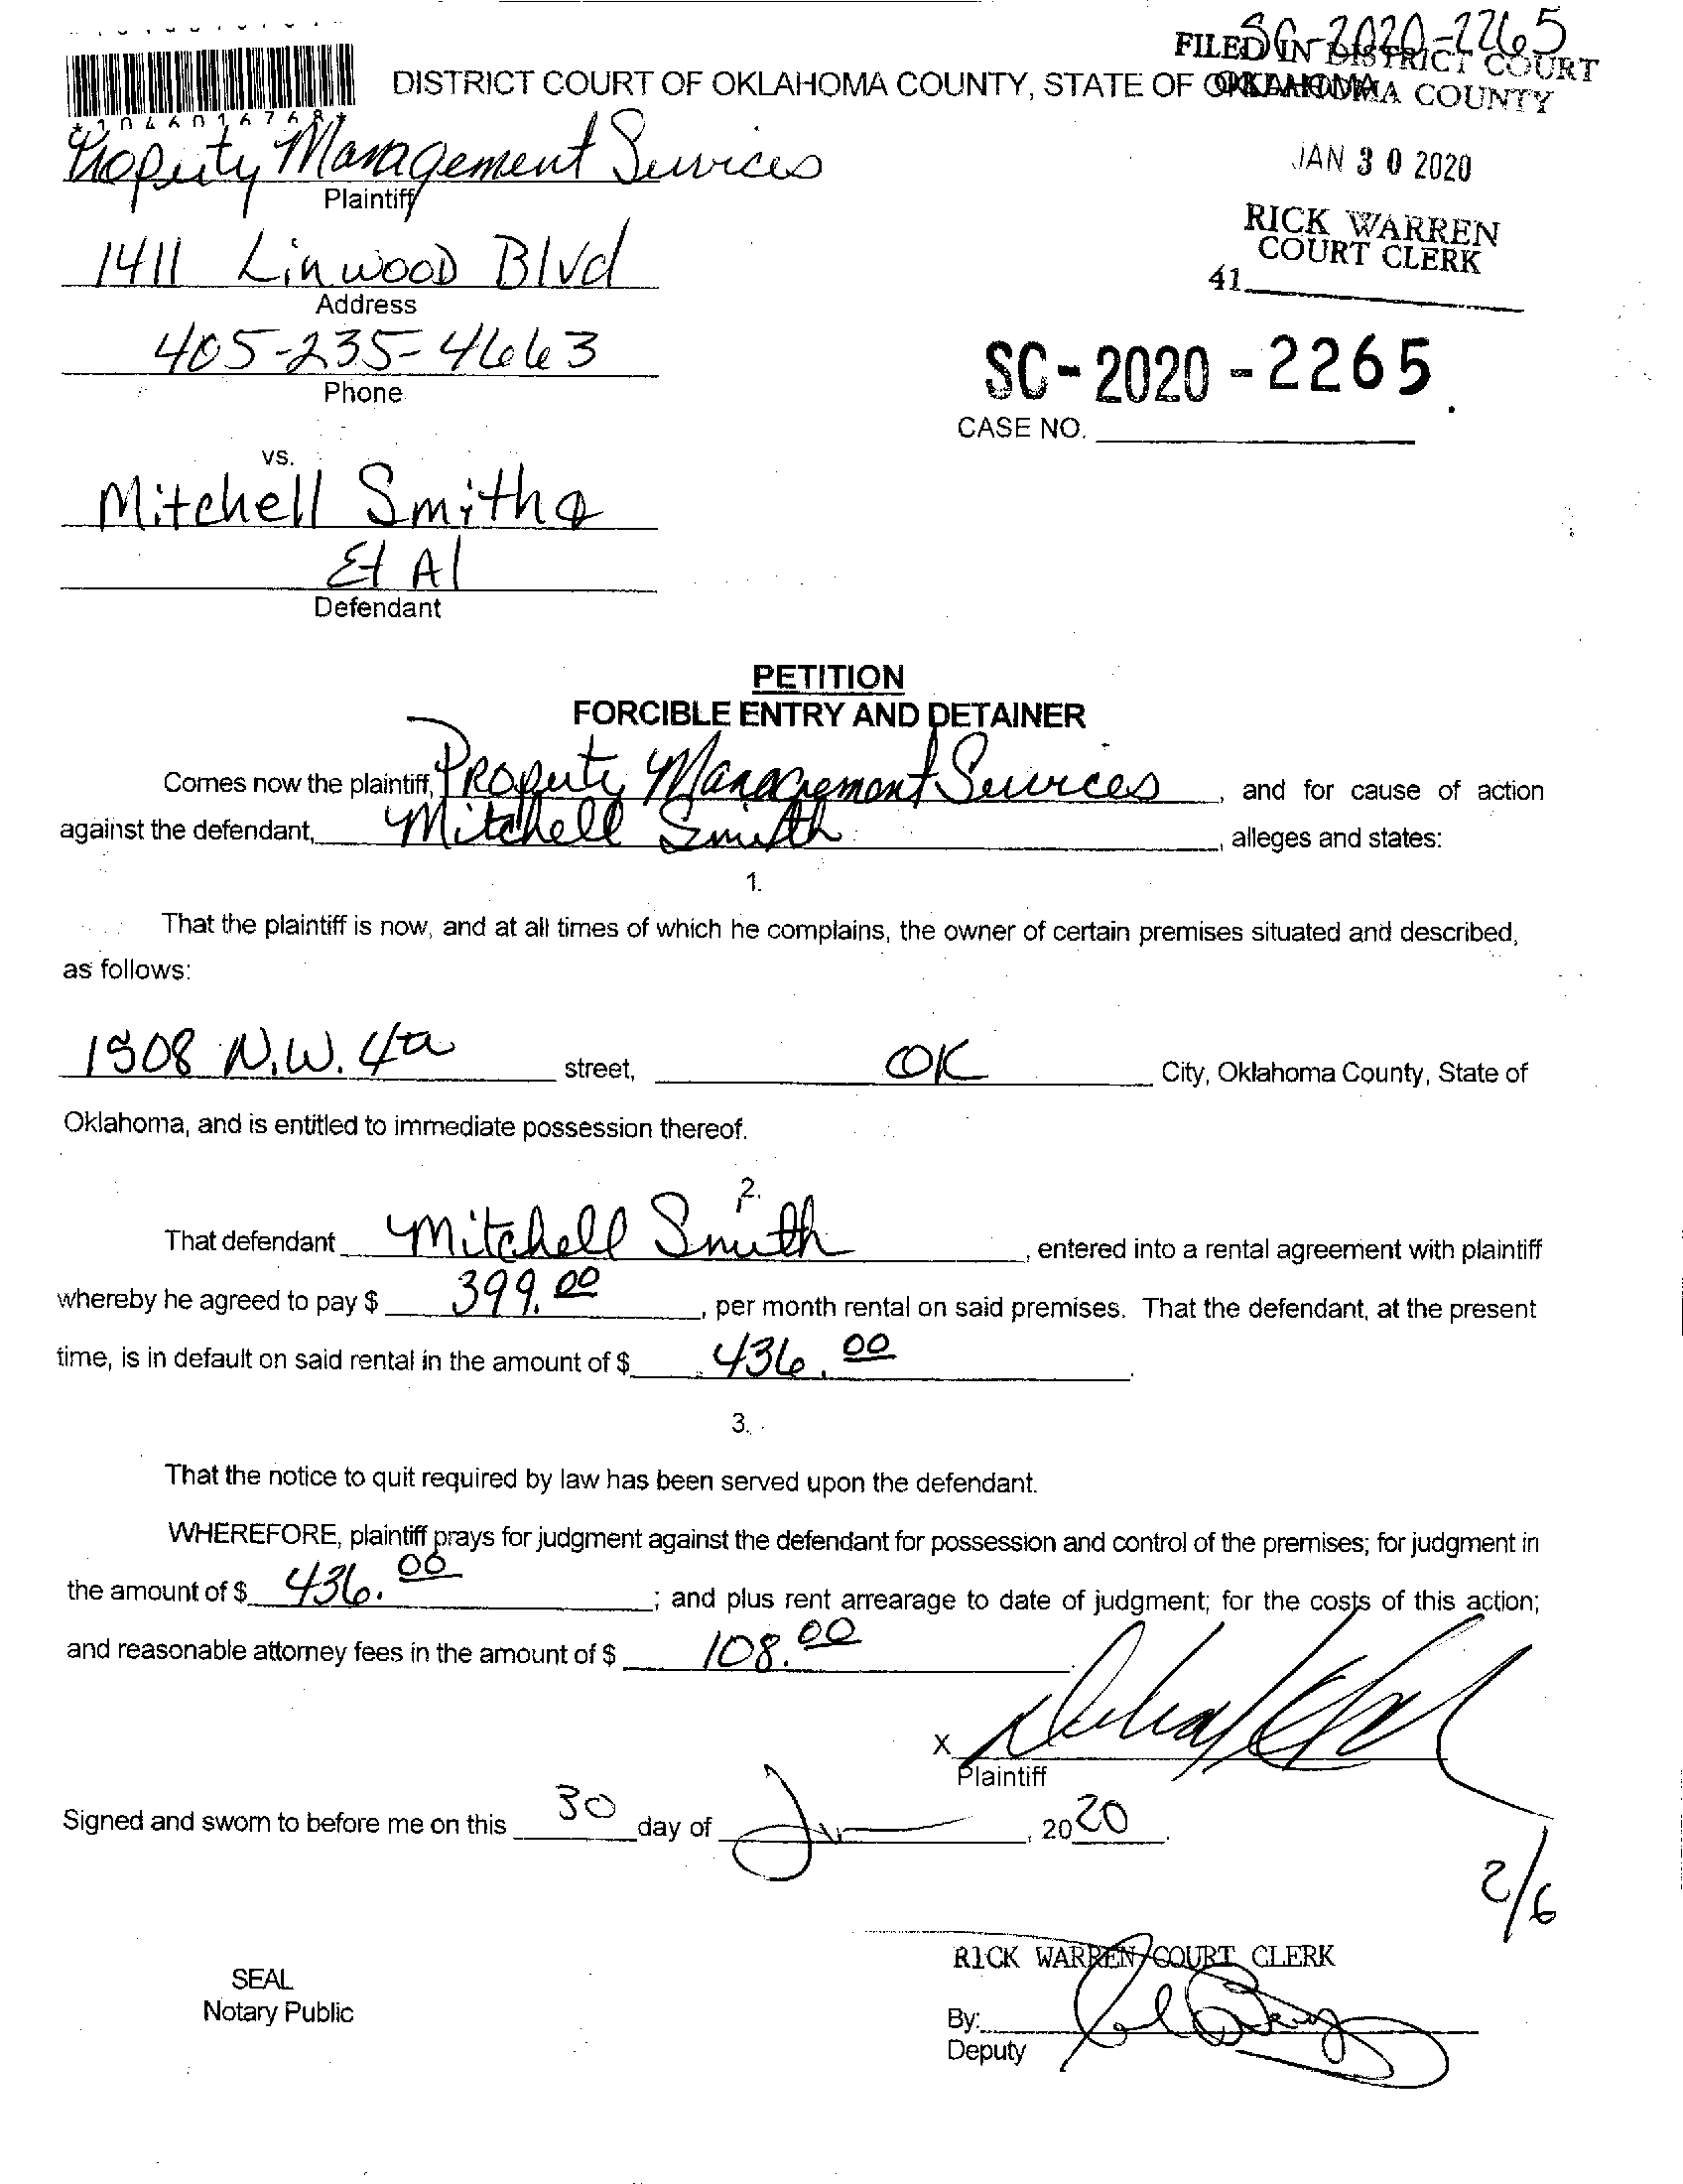 SC-2020-2265
FILED IN DISTRICT COURT
OKLAHOMA COUNTY
DISTRICT COURT OF OKLAHOMA COUNTY, STATE OF OKLAHOMA
*1046016768*
JAN 30 2020
Property Management Services
Plaintiff
RICK WARREN
COURT CLERK
41
1411 Linwood Blvd
Address
405-235-4663
Phone
SC-2020-2265
CASE NO.
vs.
Mitchell Smith &
Et Al
Defendant
PETITION
FORCIBLE ENTRY AND DETAINER
Comes now the plaintiff, Property Management Services, and for cause of action
against the defendant, Mitchell Smith, alleges and states:
1.
That the plaintiff is now, and at all times of which he complains, the owner of certain premises situated and described,
as follows:
1908 N.W. 4th street, OK City, Oklahoma County, State of
Oklahoma, and is entitled to immediate possession thereof.
2.
That defendant Mitchell Smith, entered into a rental agreement with plaintiff
whereby he agreed to pay $ 399.00, per month rental on said premises. That the defendant, at the present
time, is in default on said rental in the amount of $ 436.00.
3.
That the notice to quit required by law has been served upon the defendant.
WHEREFORE, plaintiff prays for judgment against the defendant for possession and control of the premises; for judgment in
the amount of $ 436.00; and plus rent arrearage to date of judgment; for the costs of this action;
and reasonable attorney fees in the amount of $ 108.00
X
Plaintiff
Signed and sworn to before me on this 30 day of Jan, 2020.
2/6
RICK WARREN, COURT CLERK
SEAL
Notary Public
By:
Deputy